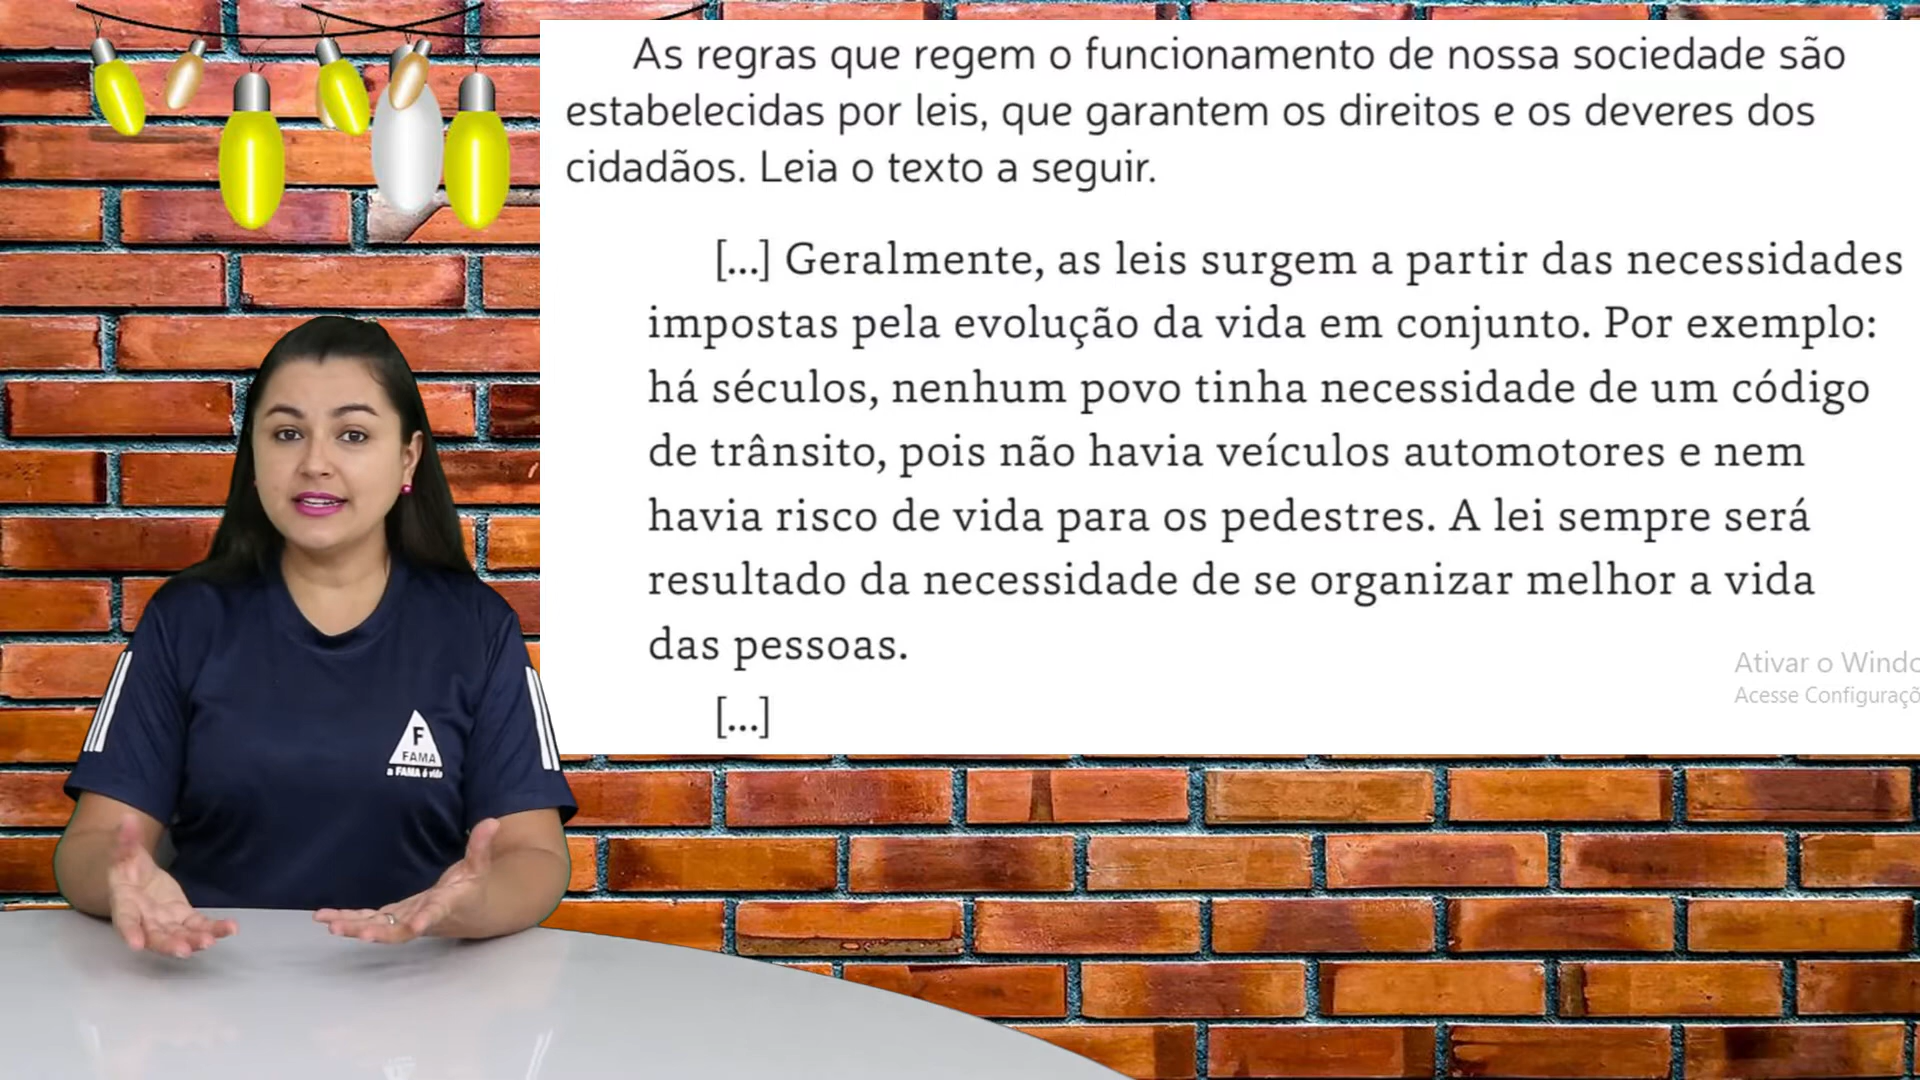 As regras que regem o funcionamento de nossa sociedade são
estabelecidas por leis, que garantem os direitos e os deveres dos
cidadãos. Leia o texto a seguir.
[...] Geralmente, as leis surgem a partir das necessidades
impostas pela evolução da vida em conjunto. Por exemplo:
há séculos, nenhum povo tinha necessidade de um código
de trânsito, pois não havia veículos automotores e nem
havia risco de vida para os pedestres. A lei sempre será
resultado da necessidade de se organizar melhor a vida
das pessoas.
[...]
Ativar o Windo
Acesse Configuraçõ
F
FAMA
a FAMA é vida